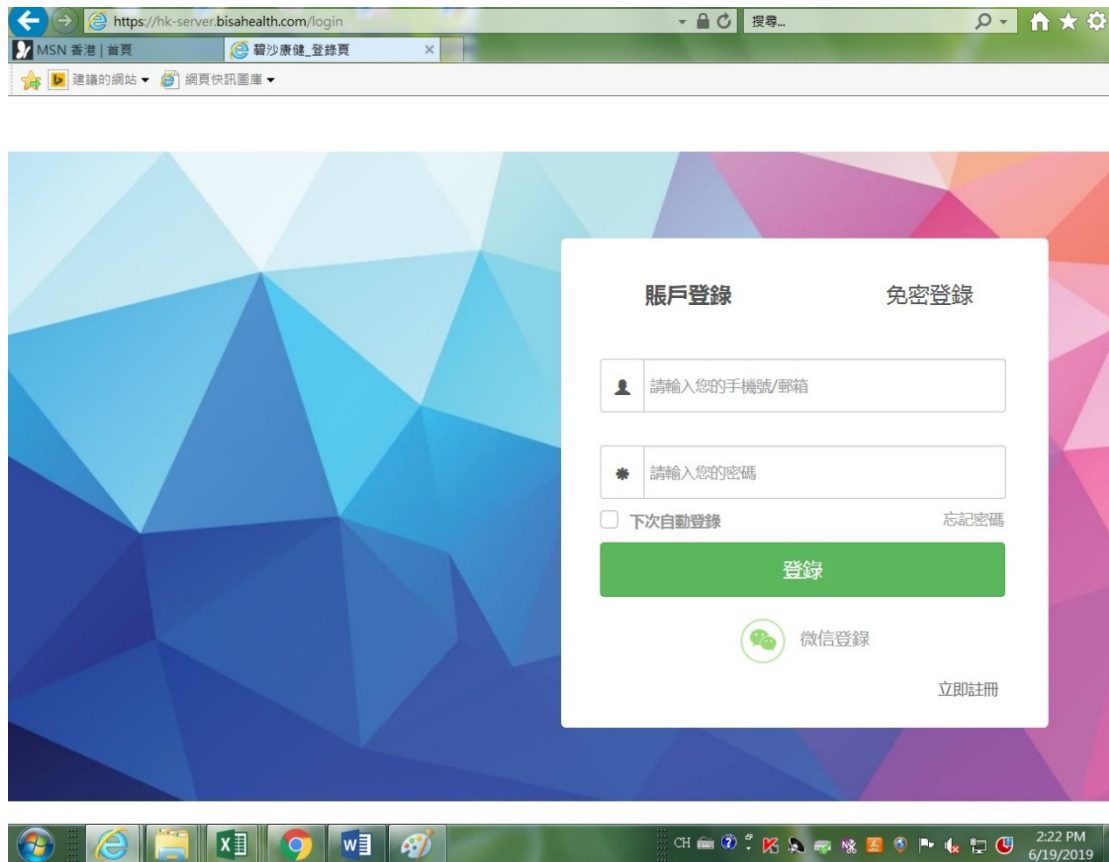 https://hk-server.bisahealth.com/login
搜尋...
MSN 香港 | 首頁
碧沙康健_登錄頁
建議的網站
網頁快訊圖庫
賬戶登錄
免密登錄
請輸入您的手機號/郵箱
請輸入您的密碼
下次自動登錄
忘記密碼
登錄
微信登錄
立即註冊
CH
2:22 PM
6/19/2019